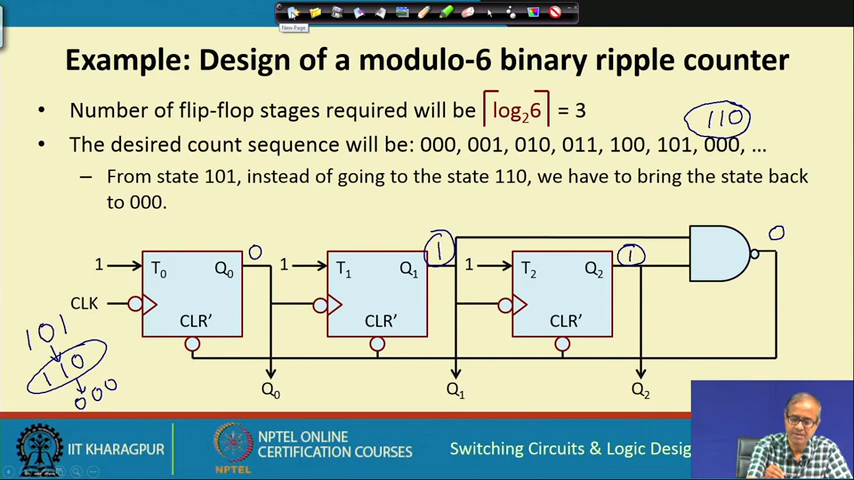 New Page
Example: Design of a modulo-6 binary ripple counter
• Number of flip-flop stages required will be ⌈log₂6⌉ = 3
110
• The desired count sequence will be: 000, 001, 010, 011, 100, 101, 000, ...
– From state 101, instead of going to the state 110, we have to bring the state back
to 000.
0 1 1 0
1 T₀ Q₀ 1 T₁ Q₁ 1 T₂ Q₂
CLK
CLR' CLR' CLR'
101
110
000
Q₀ Q₁ Q₂
IIT KHARAGPUR
NPTEL
NPTEL ONLINE
CERTIFICATION COURSES
Switching Circuits & Logic Desig